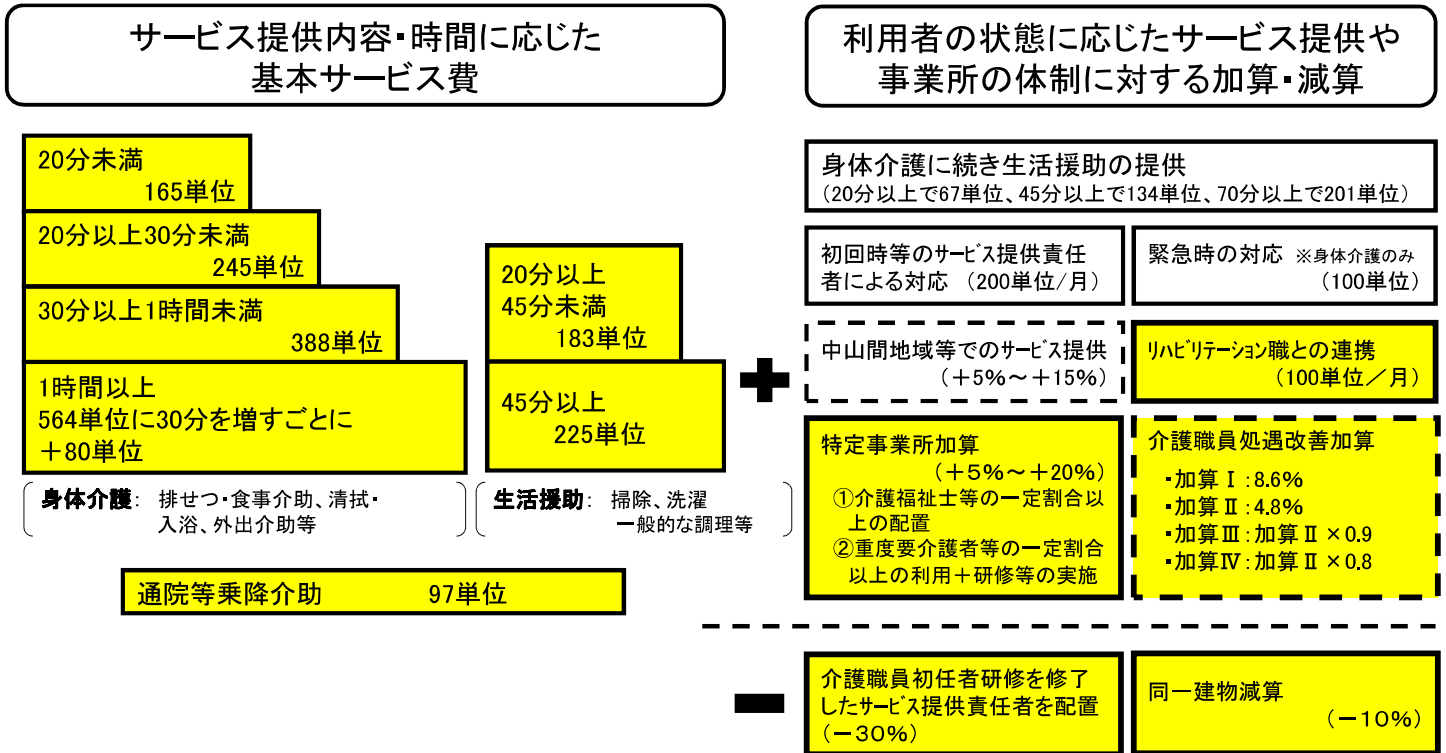 サービス提供内容・時間に応じた
基本サービス費
利用者の状態に応じたサービス提供や
事業所の体制に対する加算・減算
20分未満
165単位
20分以上30分未満
245単位
30分以上1時間未満
388単位
1時間以上
564単位に30分を増すごとに
＋80単位
身体介護： 排せつ・食事介助、清拭・
入浴、外出介助等
20分以上
45分未満
183単位
45分以上
225単位
生活援助： 掃除、洗濯
一般的な調理等
通院等乗降介助 97単位
＋
身体介護に続き生活援助の提供
（20分以上で67単位、45分以上で134単位、70分以上で201単位）
初回時等のサービス提供責任
者による対応 （200単位/月）
緊急時の対応 ※身体介護のみ
（100単位）
中山間地域等でのサービス提供
（＋5％～＋15％）
ﾘﾊﾋﾞﾘﾃｰｼｮﾝ職との連携
（100単位／月）
特定事業所加算
（＋5％～＋20％）
①介護福祉士等の一定割合以
上の配置
②重度要介護者等の一定割合
以上の利用＋研修等の実施
介護職員処遇改善加算
・加算Ⅰ：8.6％
・加算Ⅱ：4.8％
・加算Ⅲ：加算Ⅱ×0.9
・加算Ⅳ：加算Ⅱ×0.8
－
介護職員初任者研修を修了
したｻｰﾋﾞｽ提供責任者を配置
（－30％）
同一建物減算
（－10％）